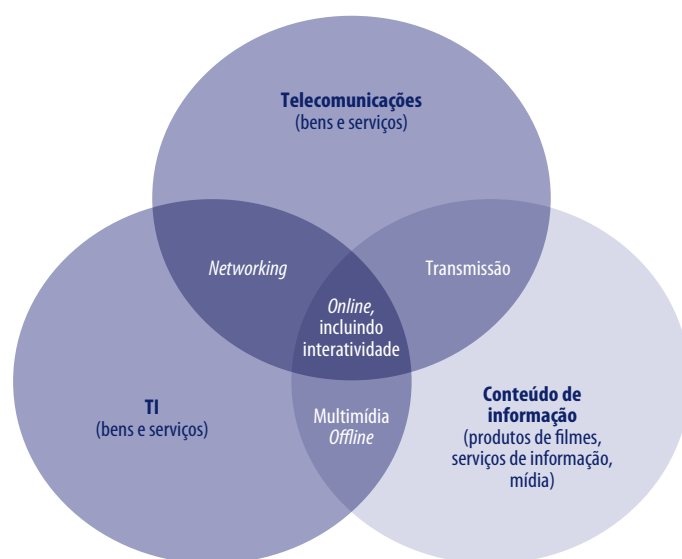 Telecomunicações
(bens e serviços)
Networking
Transmissão
Online,
incluindo
interatividade
TI
(bens e serviços)
Multimídia
Offline
Conteúdo de
informação
(produtos de filmes,
serviços de informação,
mídia)